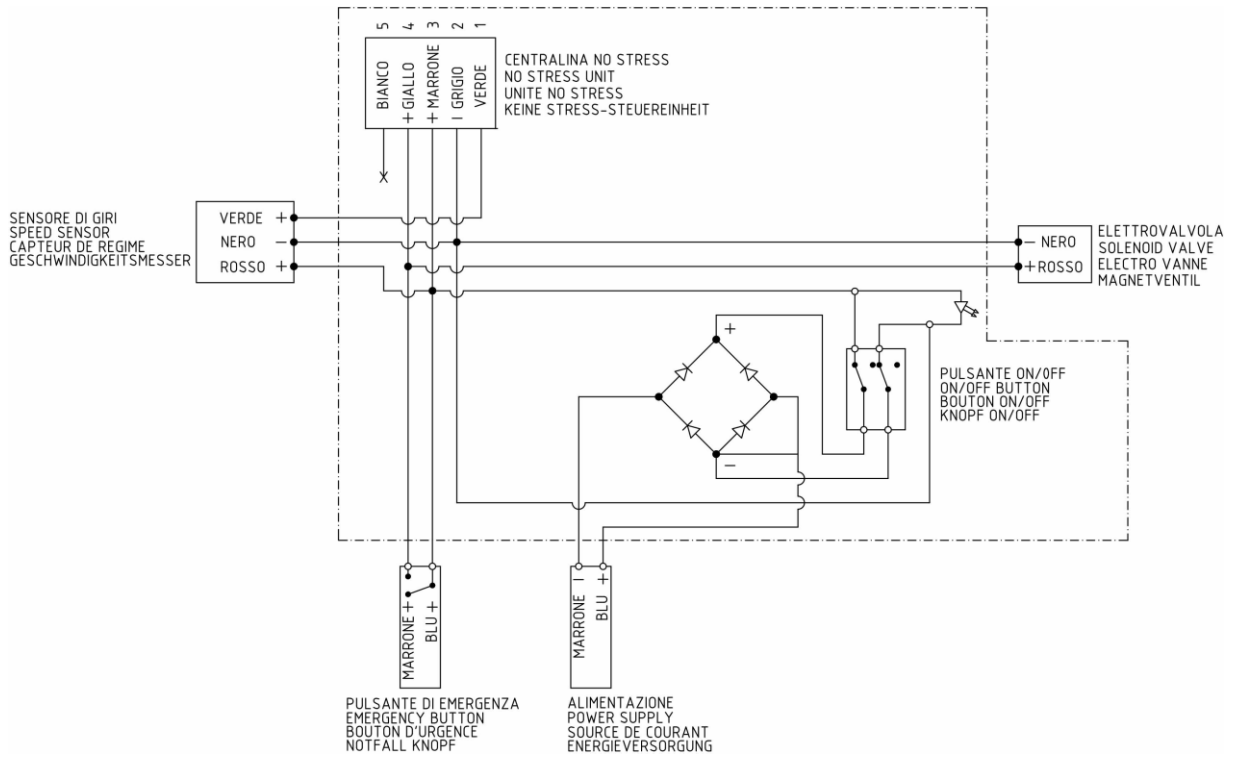 5
4
3
2
1
BIANCO
+ GIALLO
+ MARRONE
− GRIGIO
VERDE
CENTRALINA NO STRESS
NO STRESS UNIT
UNITE NO STRESS
KEINE STRESS-STEUEREINHEIT
SENSORE DI GIRI
SPEED SENSOR
CAPTEUR DE REGIME
GESCHWINDIGKEITSMESSER
VERDE +
NERO −
ROSSO +
− NERO
+ ROSSO
ELETTROVALVOLA
SOLENOID VALVE
ELECTRO VANNE
MAGNETVENTIL
+
−
PULSANTE ON/OFF
ON/OFF BUTTON
BOUTON ON/OFF
KNOPF ON/OFF
MARRONE +
BLU +
PULSANTE DI EMERGENZA
EMERGENCY BUTTON
BOUTON D'URGENCE
NOTFALL KNOPF
MARRONE −
BLU +
ALIMENTAZIONE
POWER SUPPLY
SOURCE DE COURANT
ENERGIEVERSORGUNG